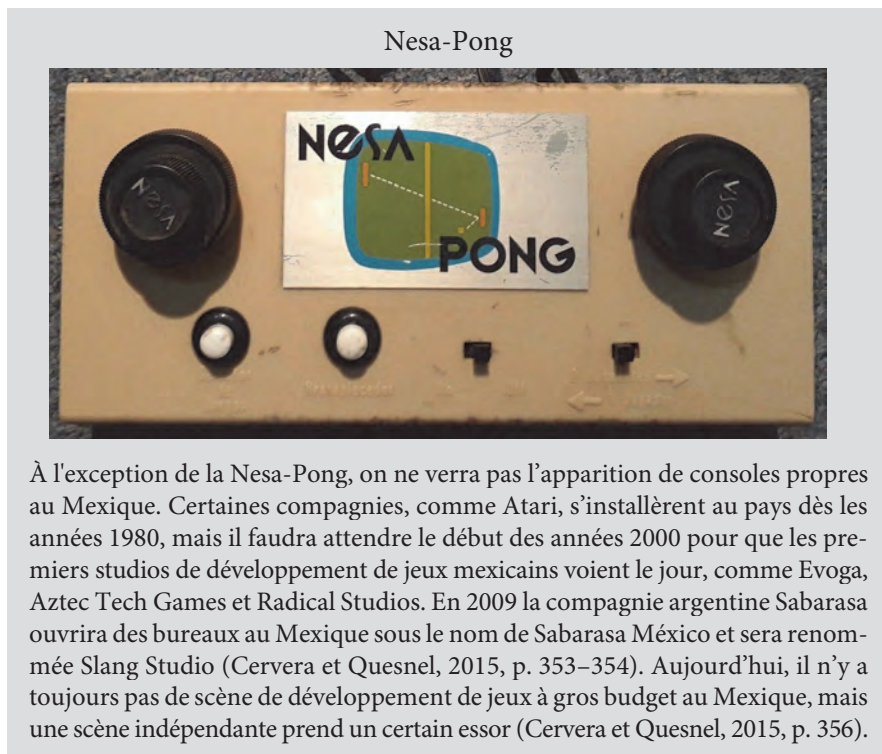 Nesa-Pong
NESA
PONG
NESA
NESA
À l'exception de la Nesa-Pong, on ne verra pas l’apparition de consoles propres
au Mexique. Certaines compagnies, comme Atari, s’installèrent au pays dès les
années 1980, mais il faudra attendre le début des années 2000 pour que les pre-
miers studios de développement de jeux mexicains voient le jour, comme Evoga,
Aztec Tech Games et Radical Studios. En 2009 la compagnie argentine Sabarasa
ouvrira des bureaux au Mexique sous le nom de Sabarasa México et sera renom-
mée Slang Studio (Cervera et Quesnel, 2015, p. 353–354). Aujourd’hui, il n’y a
toujours pas de scène de développement de jeux à gros budget au Mexique, mais
une scène indépendante prend un certain essor (Cervera et Quesnel, 2015, p. 356).